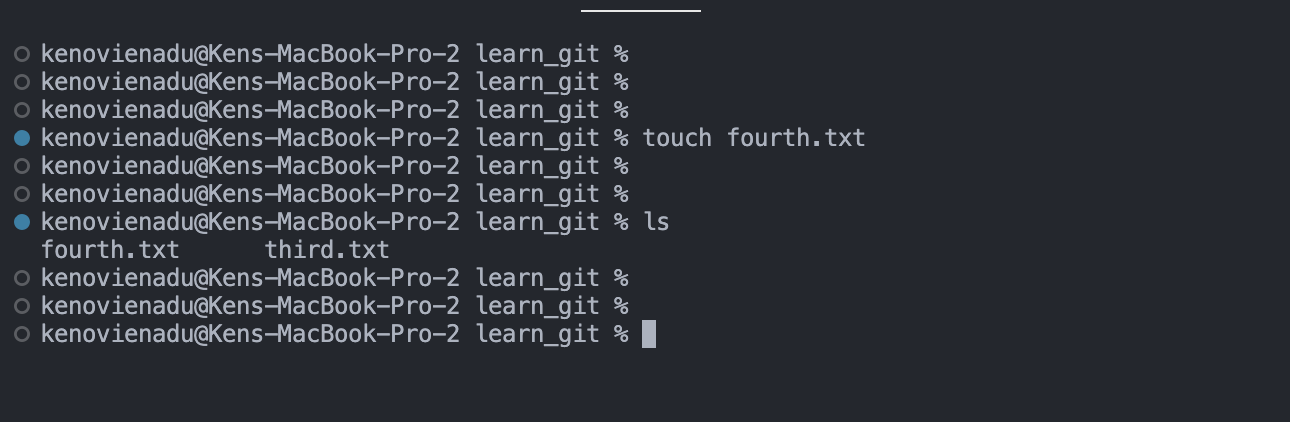 kenovienadu@Kens-MacBook-Pro-2 learn_git %
kenovienadu@Kens-MacBook-Pro-2 learn_git %
kenovienadu@Kens-MacBook-Pro-2 learn_git %
kenovienadu@Kens-MacBook-Pro-2 learn_git % touch fourth.txt
kenovienadu@Kens-MacBook-Pro-2 learn_git %
kenovienadu@Kens-MacBook-Pro-2 learn_git %
kenovienadu@Kens-MacBook-Pro-2 learn_git % ls
fourth.txt      third.txt
kenovienadu@Kens-MacBook-Pro-2 learn_git %
kenovienadu@Kens-MacBook-Pro-2 learn_git %
kenovienadu@Kens-MacBook-Pro-2 learn_git %